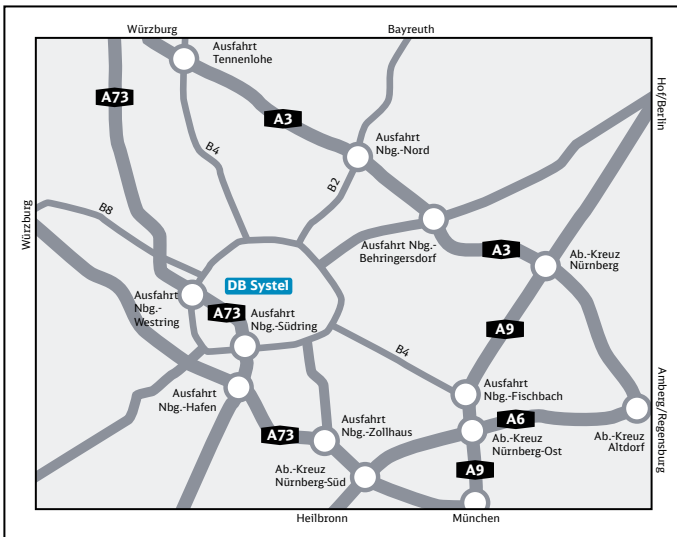 Würzburg
Bayreuth
Ausfahrt
Tennenlohe
Hof/Berlin
A73
A3
Ausfahrt
Nbg.-Nord
B4
B2
B8
Würzburg
Ausfahrt Nbg.-
Behringersdorf
A3
Ab.-Kreuz
Nürnberg
DB Systel
Ausfahrt
Nbg.-
Westring
A73
Ausfahrt
Nbg.-Südring
A9
B4
Ausfahrt
Nbg.-Hafen
Ausfahrt
Nbg.-Fischbach
Amberg/Regensburg
A73
Ausfahrt
Nbg.-Zollhaus
A6
Ab.-Kreuz
Nürnberg-Ost
Ab.-Kreuz
Altdorf
Ab.-Kreuz
Nürnberg-Süd
A9
Heilbronn
München